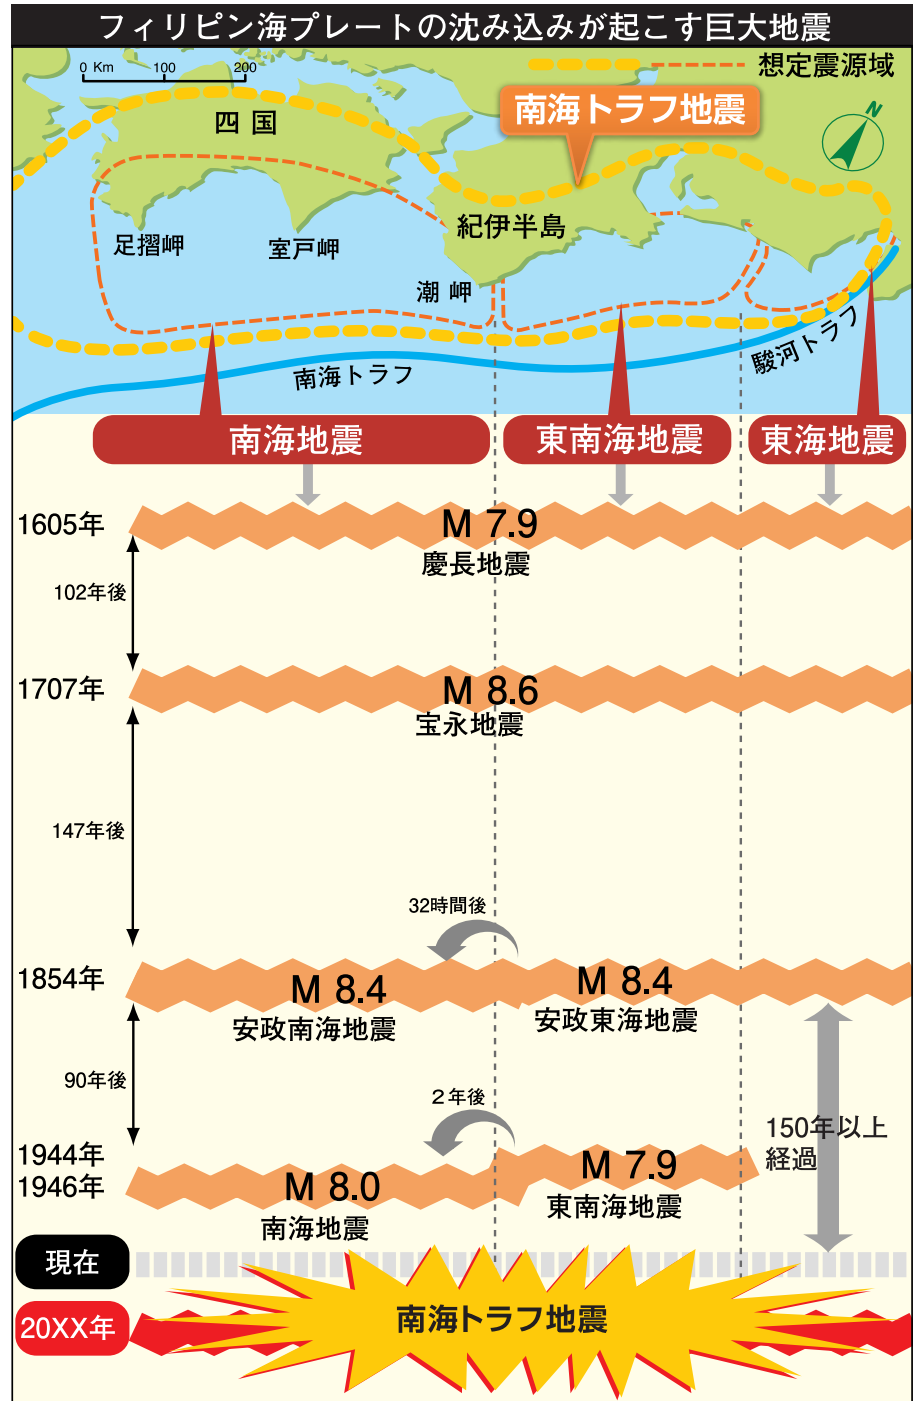 フィリピン海プレートの沈み込みが起こす巨大地震
0 Km 100 200
想定震源域
南海トラフ地震
N
四国
紀伊半島
足摺岬
室戸岬
潮岬
駿河トラフ
南海トラフ
南海地震
東南海地震
東海地震
1605年
M 7.9
慶長地震
102年後
1707年
M 8.6
宝永地震
147年後
32時間後
1854年
M 8.4
安政南海地震
M 8.4
安政東海地震
90年後
2年後
150年以上
経過
1944年
1946年
M 8.0
南海地震
M 7.9
東南海地震
現在
20XX年
南海トラフ地震